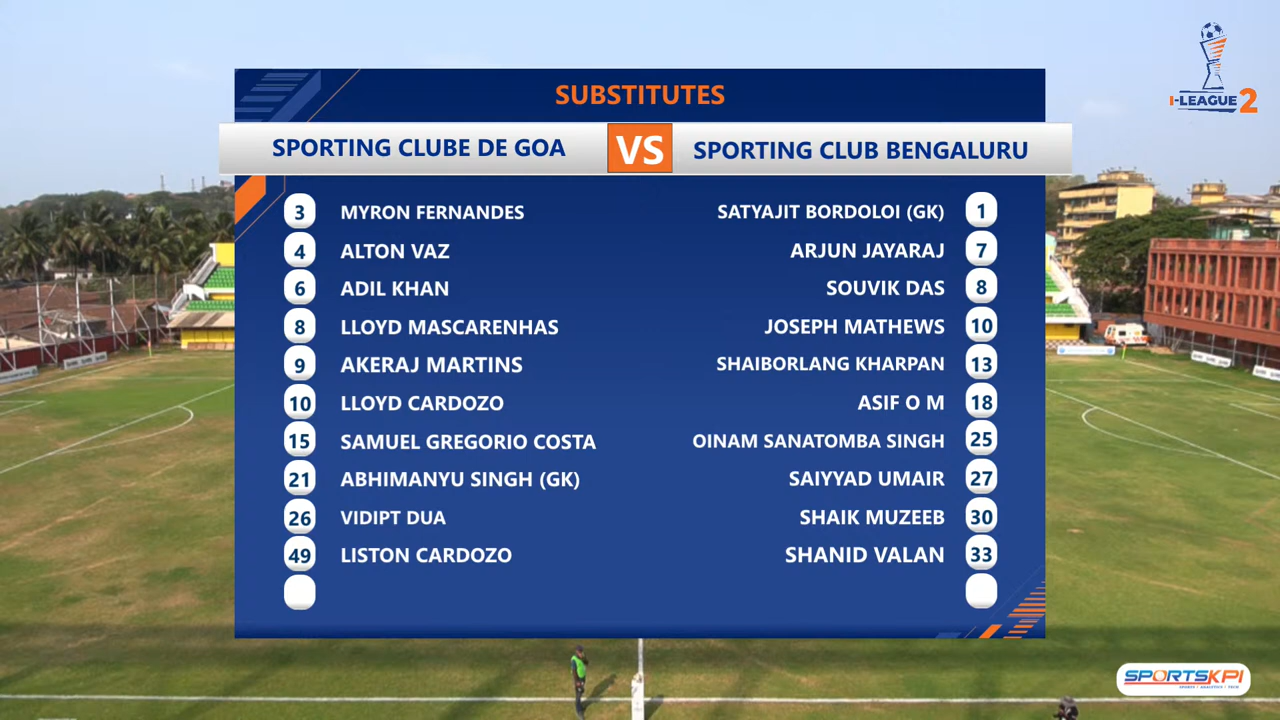 I-LEAGUE 2
SUBSTITUTES
SPORTING CLUBE DE GOA VS SPORTING CLUB BENGALURU
3 MYRON FERNANDES SATYAJIT BORDOLOI (GK) 1
4 ALTON VAZ ARJUN JAYARAJ 7
6 ADIL KHAN SOUVIK DAS 8
8 LLOYD MASCARENHAS JOSEPH MATHEWS 10
9 AKERAJ MARTINS SHAIBORLANG KHARPAN 13
10 LLOYD CARDOZO ASIF O M 18
15 SAMUEL GREGORIO COSTA OINAM SANATOMBA SINGH 25
21 ABHIMANYU SINGH (GK) SAIYYAD UMAIR 27
26 VIDIPT DUA SHAIK MUZEEB 30
49 LISTON CARDOZO SHANID VALAN 33
SPORTSKPI
SPORTS | ANALYTICS | TECH